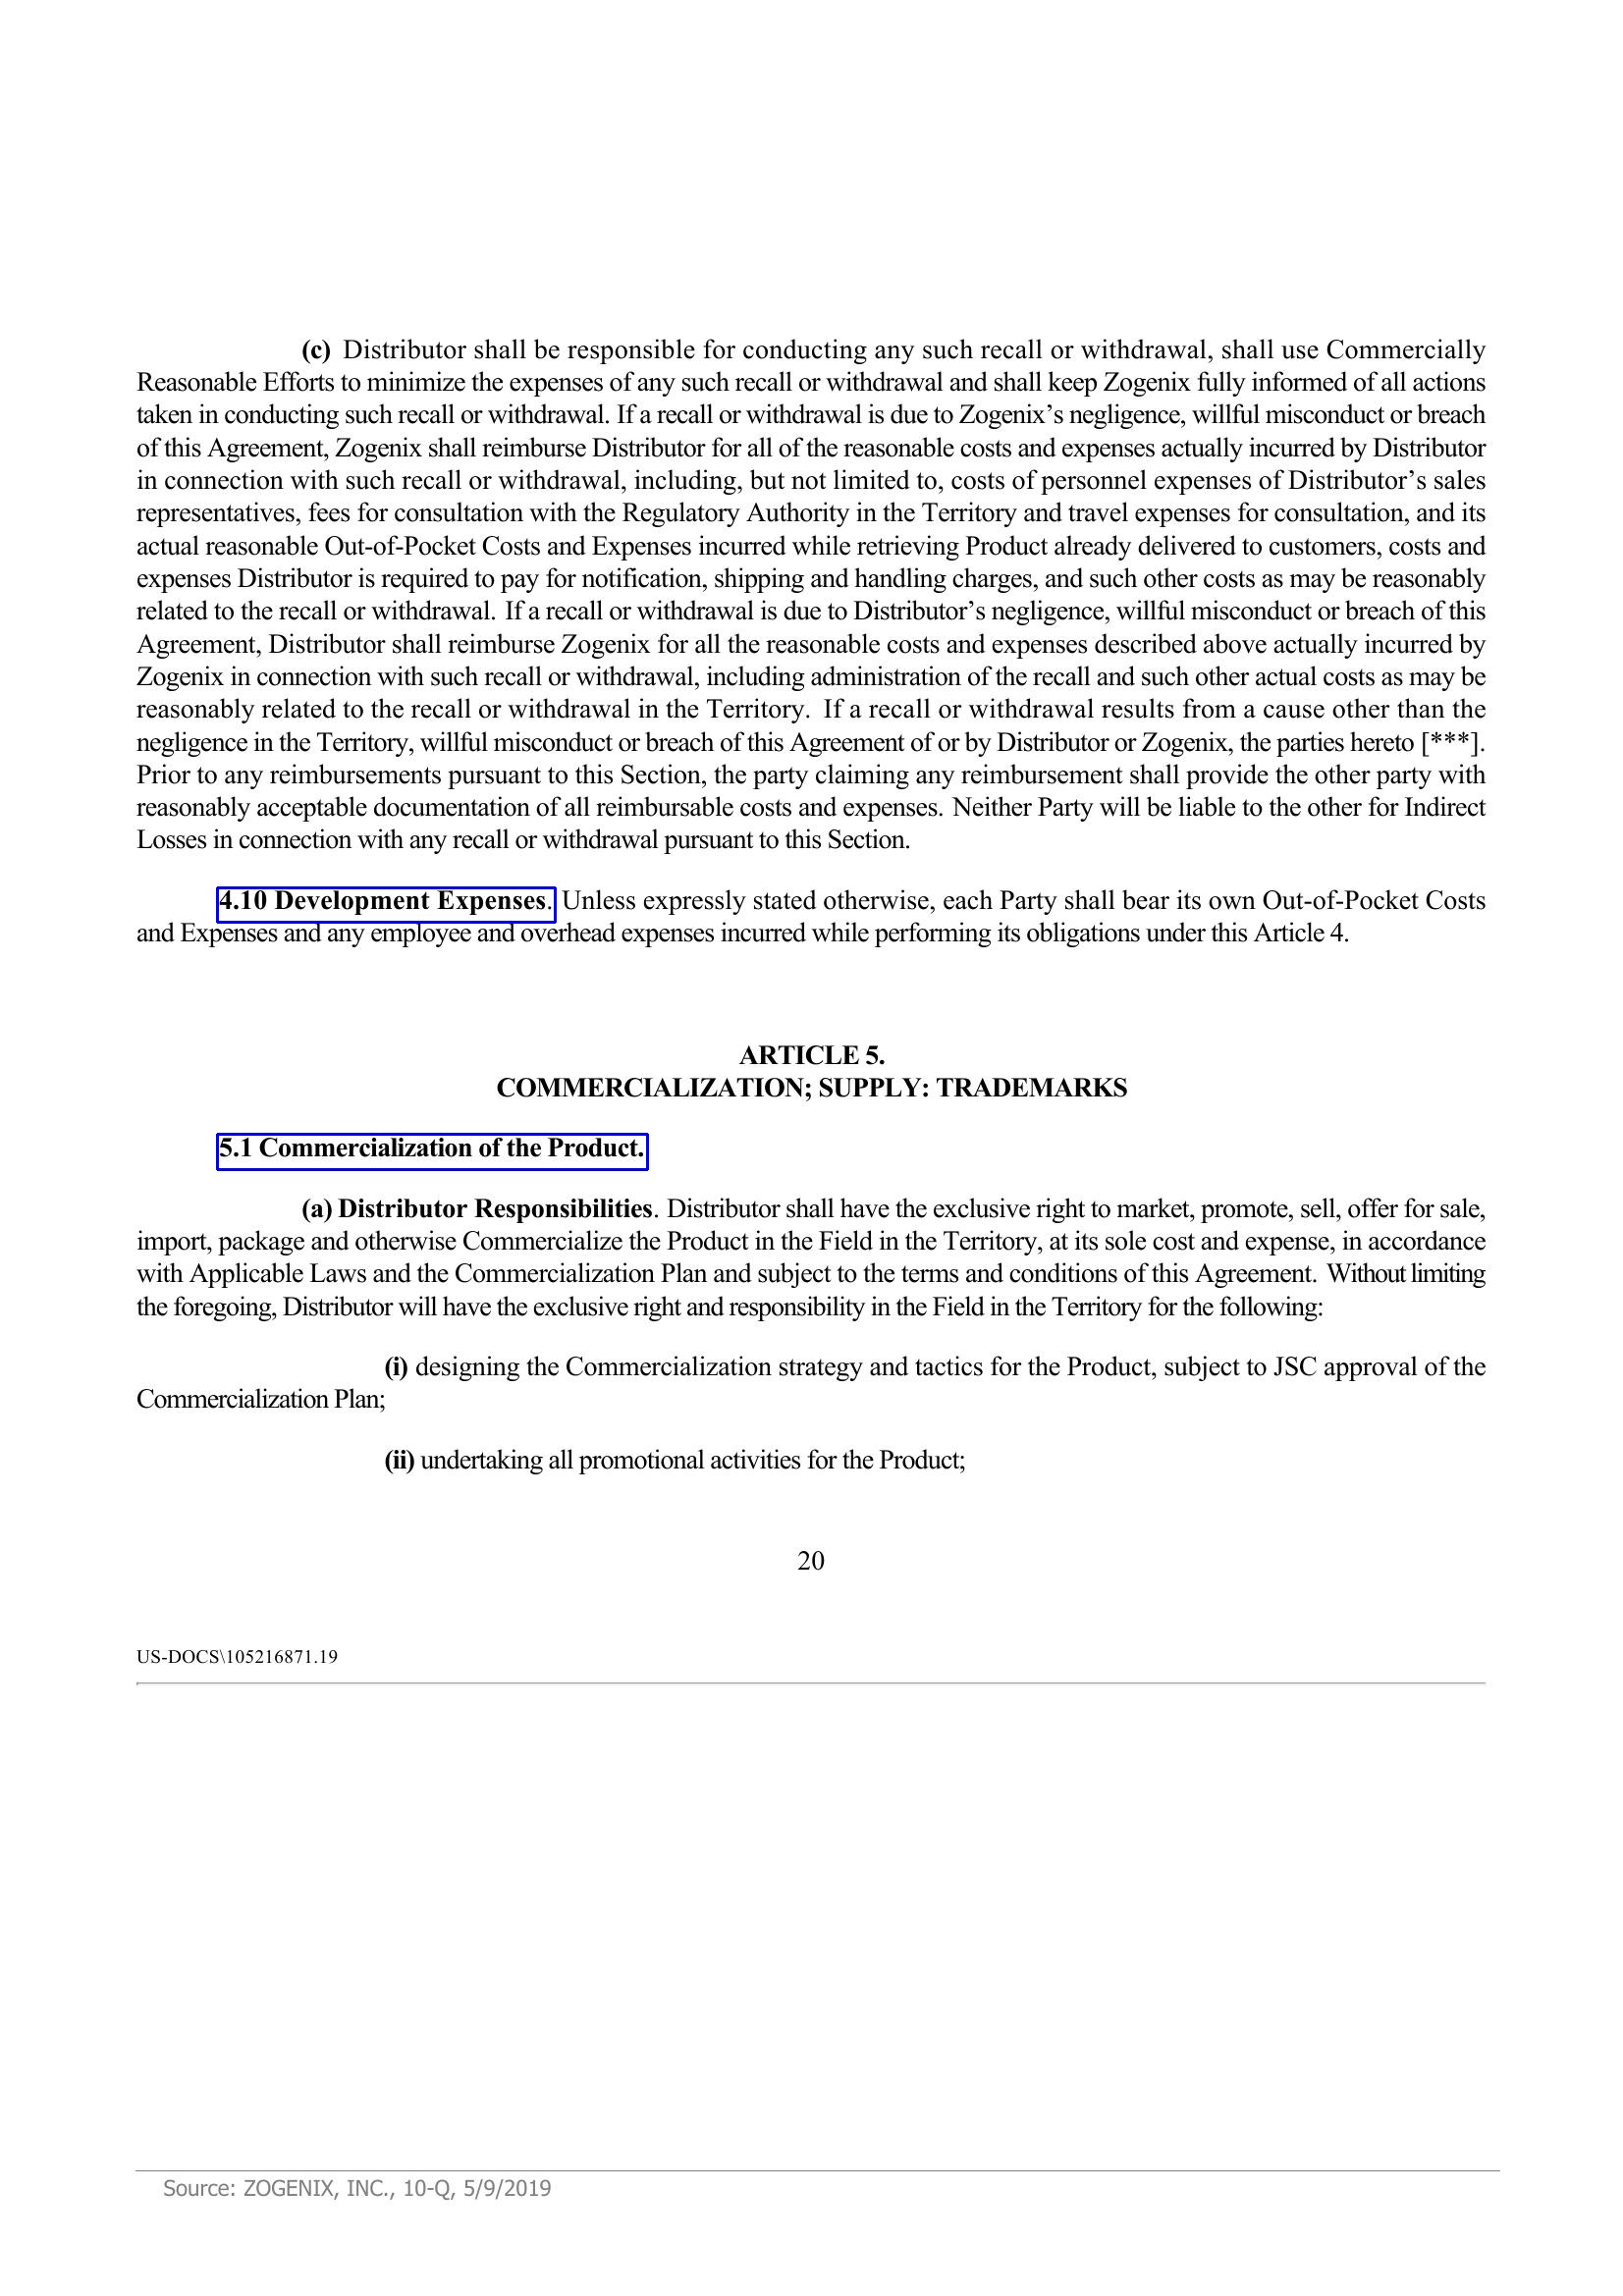 (c) Distributor shall be responsible for conducting any such recall or withdrawal, shall use Commercially
Reasonable Efforts to minimize the expenses of any such recall or withdrawal and shall keep Zogenix fully informed of all actions
taken in conducting such recall or withdrawal. If a recall or withdrawal is due to Zogenix’s negligence, willful misconduct or breach
of this Agreement, Zogenix shall reimburse Distributor for all of the reasonable costs and expenses actually incurred by Distributor
in connection with such recall or withdrawal, including, but not limited to, costs of personnel expenses of Distributor’s sales
representatives, fees for consultation with the Regulatory Authority in the Territory and travel expenses for consultation, and its
actual reasonable Out-of-Pocket Costs and Expenses incurred while retrieving Product already delivered to customers, costs and
expenses Distributor is required to pay for notification, shipping and handling charges, and such other costs as may be reasonably
related to the recall or withdrawal. If a recall or withdrawal is due to Distributor’s negligence, willful misconduct or breach of this
Agreement, Distributor shall reimburse Zogenix for all the reasonable costs and expenses described above actually incurred by
Zogenix in connection with such recall or withdrawal, including administration of the recall and such other actual costs as may be
reasonably related to the recall or withdrawal in the Territory. If a recall or withdrawal results from a cause other than the
negligence in the Territory, willful misconduct or breach of this Agreement of or by Distributor or Zogenix, the parties hereto [***].
Prior to any reimbursements pursuant to this Section, the party claiming any reimbursement shall provide the other party with
reasonably acceptable documentation of all reimbursable costs and expenses. Neither Party will be liable to the other for Indirect
Losses in connection with any recall or withdrawal pursuant to this Section.
4.10 Development Expenses. Unless expressly stated otherwise, each Party shall bear its own Out-of-Pocket Costs
and Expenses and any employee and overhead expenses incurred while performing its obligations under this Article 4.
ARTICLE 5.
COMMERCIALIZATION; SUPPLY: TRADEMARKS
5.1 Commercialization of the Product.
(a) Distributor Responsibilities. Distributor shall have the exclusive right to market, promote, sell, offer for sale,
import, package and otherwise Commercialize the Product in the Field in the Territory, at its sole cost and expense, in accordance
with Applicable Laws and the Commercialization Plan and subject to the terms and conditions of this Agreement. Without limiting
the foregoing, Distributor will have the exclusive right and responsibility in the Field in the Territory for the following:
(i) designing the Commercialization strategy and tactics for the Product, subject to JSC approval of the
Commercialization Plan;
(ii) undertaking all promotional activities for the Product;
20
US-DOCS\105216871.19
Source: ZOGENIX, INC., 10-Q, 5/9/2019